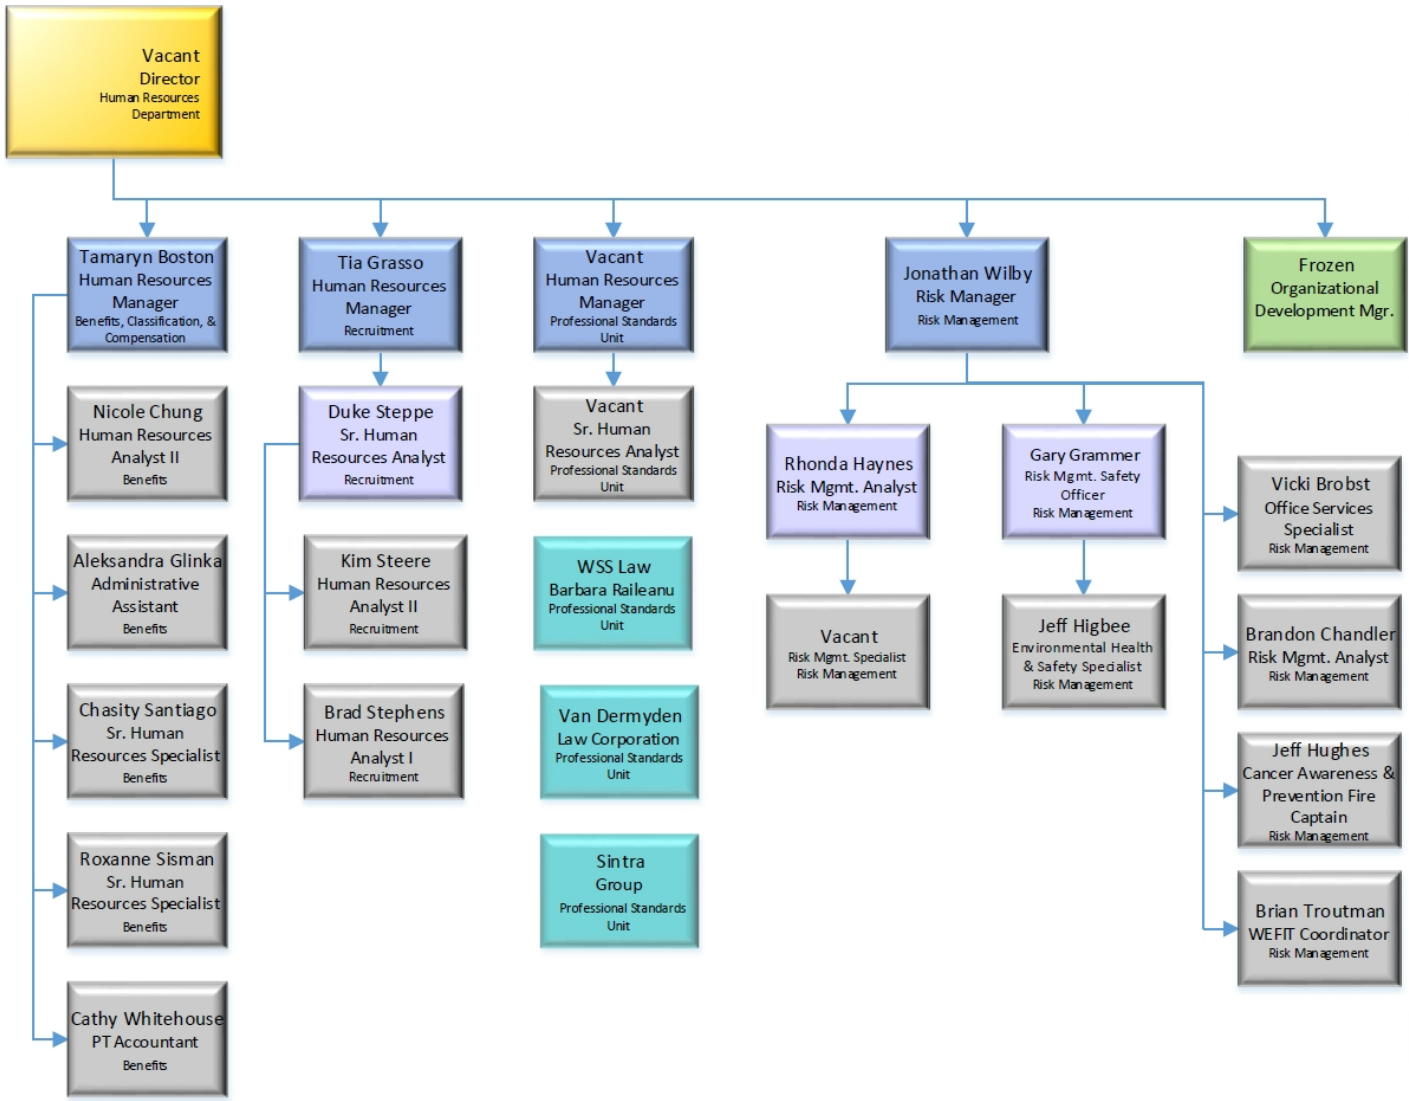 Vacant
Director
Human Resources
Department
Tamaryn Boston
Human Resources
Manager
Benefits, Classification, &
Compensation
Tia Grasso
Human Resources
Manager
Recruitment
Vacant
Human Resources
Manager
Professional Standards
Unit
Jonathan Wilby
Risk Manager
Risk Management
Frozen
Organizational
Development Mgr.
Nicole Chung
Human Resources
Analyst II
Benefits
Aleksandra Glinka
Administrative
Assistant
Benefits
Chasity Santiago
Sr. Human
Resources Specialist
Benefits
Roxanne Sisman
Sr. Human
Resources Specialist
Benefits
Cathy Whitehouse
PT Accountant
Benefits
Duke Steppe
Sr. Human
Resources Analyst
Recruitment
Kim Steere
Human Resources
Analyst II
Recruitment
Brad Stephens
Human Resources
Analyst I
Recruitment
Vacant
Sr. Human
Resources Analyst
Professional Standards
Unit
WSS Law
Barbara Raileanu
Professional Standards
Unit
Van Dermyden
Law Corporation
Professional Standards
Unit
Sintra
Group
Professional Standards
Unit
Rhonda Haynes
Risk Mgmt. Analyst
Risk Management
Vacant
Risk Mgmt. Specialist
Risk Management
Gary Grammer
Risk Mgmt. Safety
Officer
Risk Management
Jeff Higbee
Environmental Health
& Safety Specialist
Risk Management
Vicki Brobst
Office Services
Specialist
Risk Management
Brandon Chandler
Risk Mgmt. Analyst
Risk Management
Jeff Hughes
Cancer Awareness &
Prevention Fire
Captain
Risk Management
Brian Troutman
WEFIT Coordinator
Risk Management